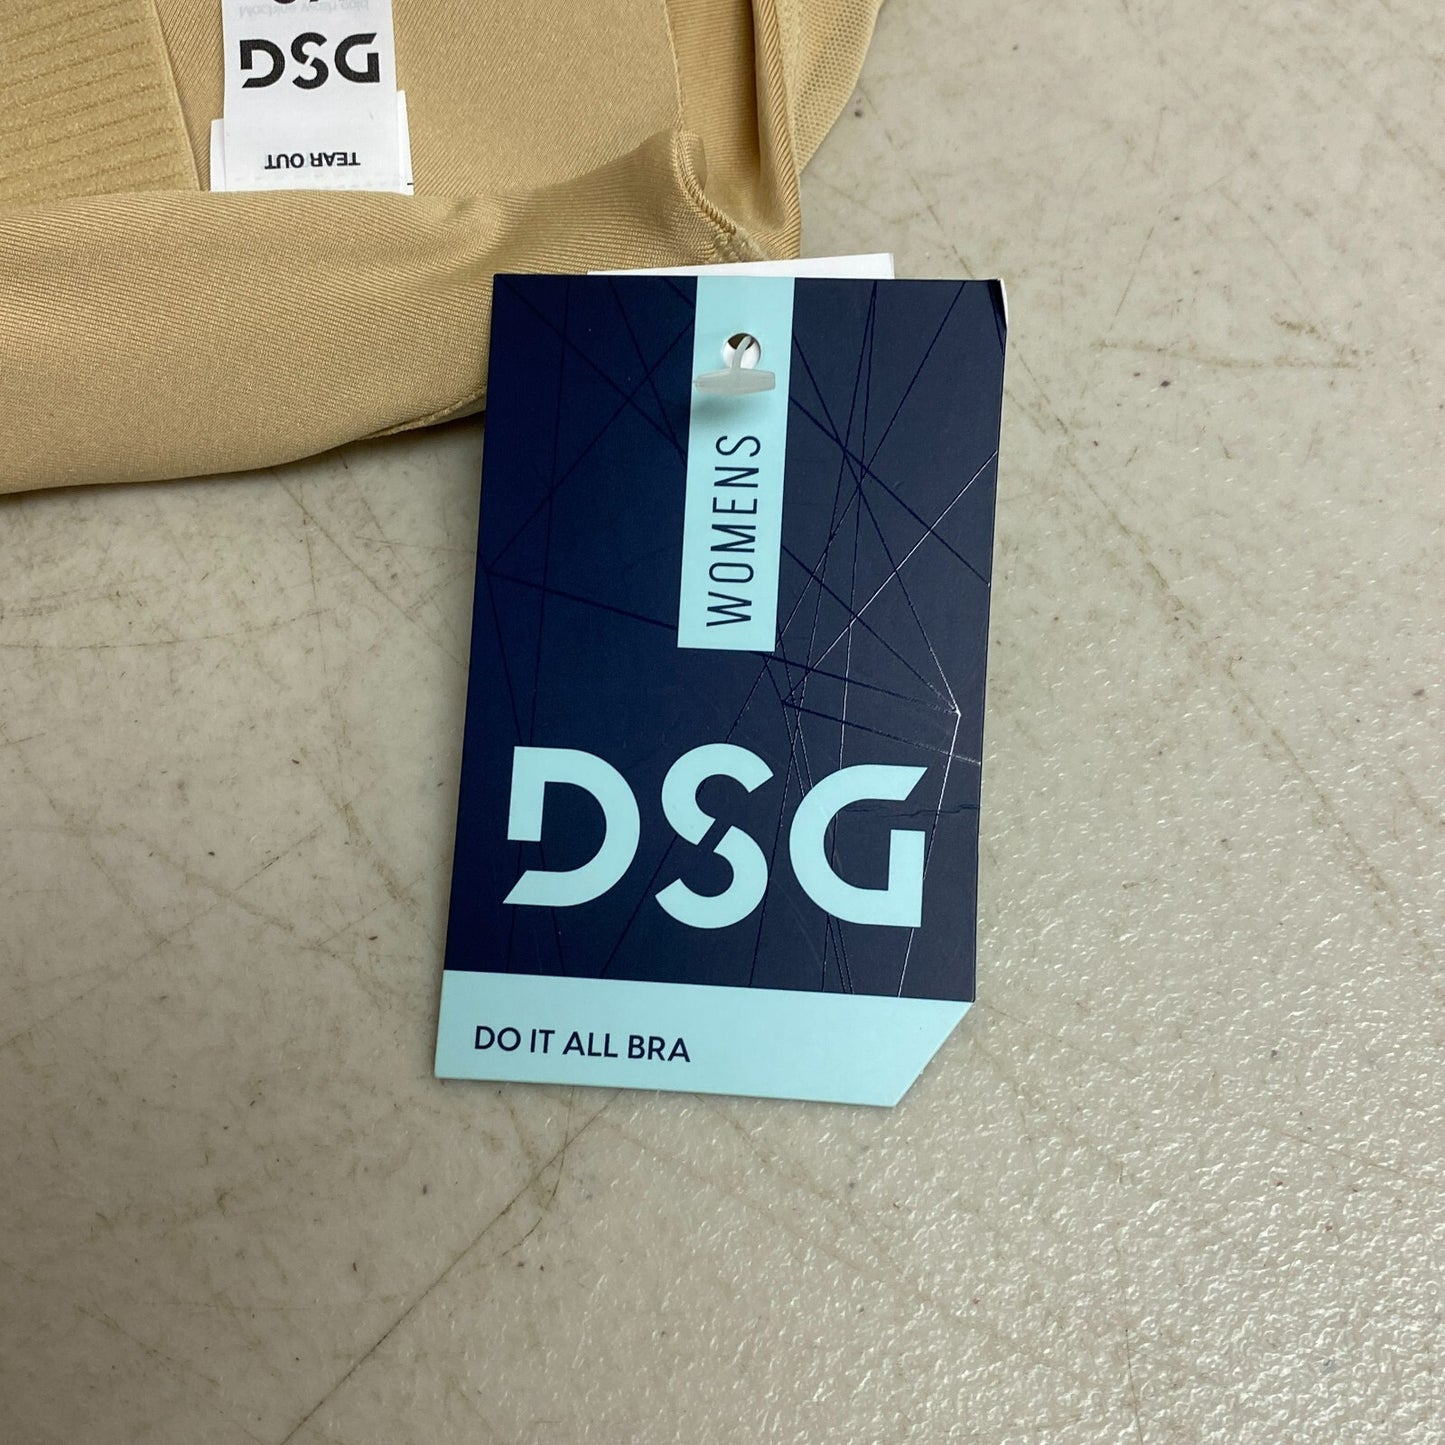 DSG
TEAR OUT
WOMENS
DSG
DO IT ALL BRA